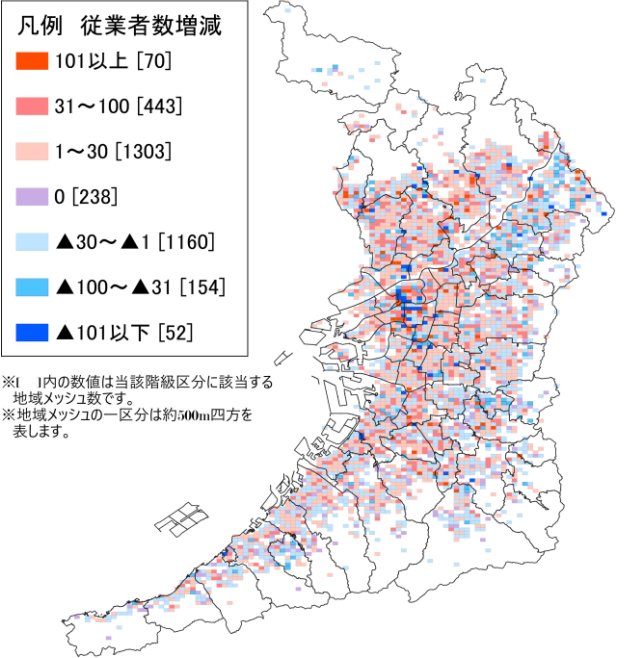 凡例 従業者数増減
101以上 [70]
31～100 [443]
1～30 [1303]
0 [238]
▲30～▲1 [1160]
▲100～▲31 [154]
▲101以下 [52]
※[ ]内の数値は当該階級区分に該当する
地域メッシュ数です。
※地域メッシュの一区分は約500m四方を
表します。